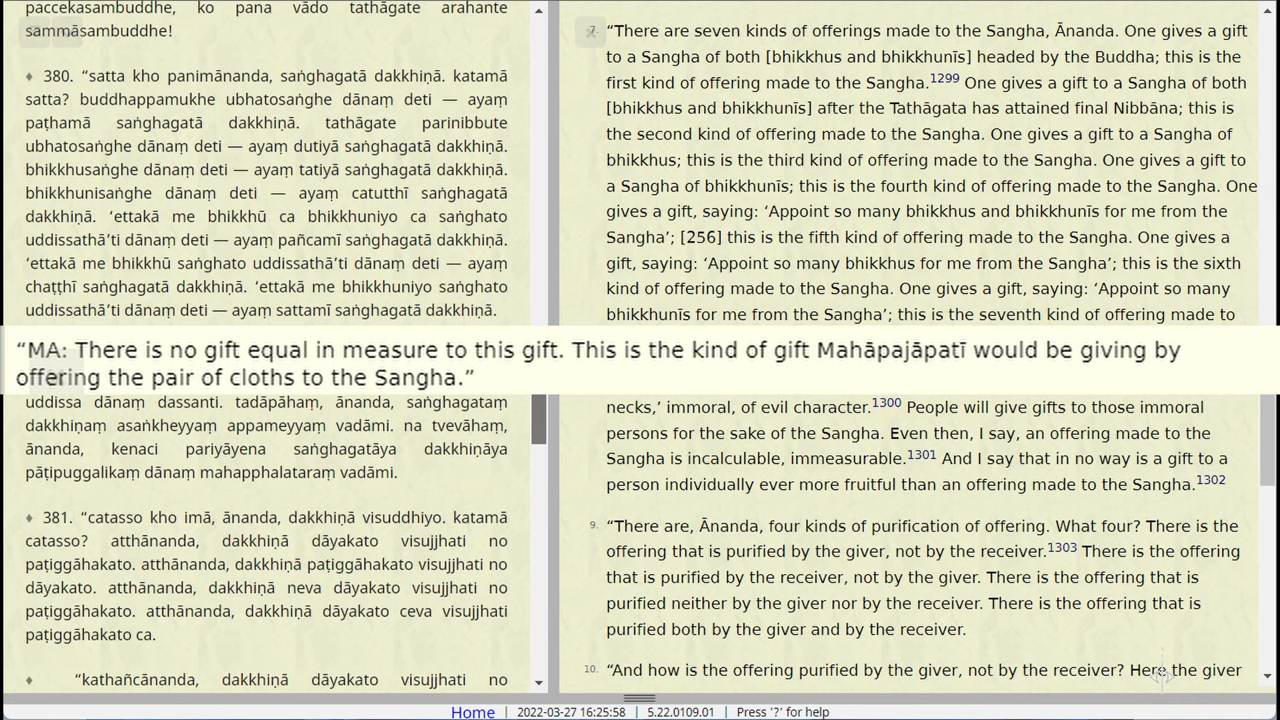 paccekasambuddhe, ko pana vādo tathāgate arahante
sammāsambuddhe!
♦ 380. “satta kho panimānanda, saṅghagatā dakkhiṇā. katamā
satta? buddhappamukhe ubhatosaṅghe dānaṃ deti — ayaṃ
paṭhamā saṅghagatā dakkhiṇā. tathāgate parinibbute
ubhatosaṅghe dānaṃ deti — ayaṃ dutiyā saṅghagatā dakkhiṇā.
bhikkhusaṅghe dānaṃ deti — ayaṃ tatiyā saṅghagatā dakkhiṇā.
bhikkhunisaṅghe dānaṃ deti — ayaṃ catutthī saṅghagatā
dakkhiṇā. ‘ettakā me bhikkhū ca bhikkhuniyo ca saṅghato
uddissathā’ti dānaṃ deti — ayaṃ pañcamī saṅghagatā dakkhiṇā.
‘ettakā me bhikkhū saṅghato uddissathā’ti dānaṃ deti — ayaṃ
chaṭṭhī saṅghagatā dakkhiṇā. ‘ettakā me bhikkhuniyo saṅghato
uddissathā’ti dānaṃ deti — ayaṃ sattamī saṅghagatā dakkhiṇā.
7. “There are seven kinds of offerings made to the Sangha, Ānanda. One gives a gift
to a Sangha of both [bhikkhus and bhikkhunīs] headed by the Buddha; this is the
first kind of offering made to the Sangha.1299 One gives a gift to a Sangha of both
[bhikkhus and bhikkhunīs] after the Tathāgata has attained final Nibbāna; this is
the second kind of offering made to the Sangha. One gives a gift to a Sangha of
bhikkhus; this is the third kind of offering made to the Sangha. One gives a gift to
a Sangha of bhikkhunīs; this is the fourth kind of offering made to the Sangha. One
gives a gift, saying: ‘Appoint so many bhikkhus and bhikkhunīs for me from the
Sangha’; [256] this is the fifth kind of offering made to the Sangha. One gives a
gift, saying: ‘Appoint so many bhikkhus for me from the Sangha’; this is the sixth
kind of offering made to the Sangha. One gives a gift, saying: ‘Appoint so many
bhikkhunīs for me from the Sangha’; this is the seventh kind of offering made to
“MA: There is no gift equal in measure to this gift. This is the kind of gift Mahāpajāpatī would be giving by
offering the pair of cloths to the Sangha.”
uddissa dānaṃ dassanti. tadāpāhaṃ, ānanda, saṅghagataṃ
dakkhiṇaṃ asaṅkheyyaṃ appameyyaṃ vadāmi. na tvevāhaṃ,
ānanda, kenaci pariyāyena saṅghagatāya dakkhiṇāya
pāṭipuggalikaṃ dānaṃ mahapphalataraṃ vadāmi.
♦ 381. “catasso kho imā, ānanda, dakkhiṇā visuddhiyo. katamā
catasso? atthānanda, dakkhiṇā dāyakato visujjhati no
paṭiggāhakato. atthānanda, dakkhiṇā paṭiggāhakato visujjhati no
dāyakato. atthānanda, dakkhiṇā neva dāyakato visujjhati no
paṭiggāhakato. atthānanda, dakkhiṇā dāyakato ceva visujjhati
paṭiggāhakato ca.
♦ “kathañcānanda, dakkhiṇā dāyakato visujjhati no
necks,’ immoral, of evil character.1300 People will give gifts to those immoral
persons for the sake of the Sangha. Even then, I say, an offering made to the
Sangha is incalculable, immeasurable.1301 And I say that in no way is a gift to a
person individually ever more fruitful than an offering made to the Sangha.1302
9. “There are, Ānanda, four kinds of purification of offering. What four? There is the
offering that is purified by the giver, not by the receiver.1303 There is the offering
that is purified by the receiver, not by the giver. There is the offering that is
purified neither by the giver nor by the receiver. There is the offering that is
purified both by the giver and by the receiver.
10. “And how is the offering purified by the giver, not by the receiver? Here the giver
Home | 2022-03-27 16:25:58 | 5.22.0109.01 | Press '?' for help